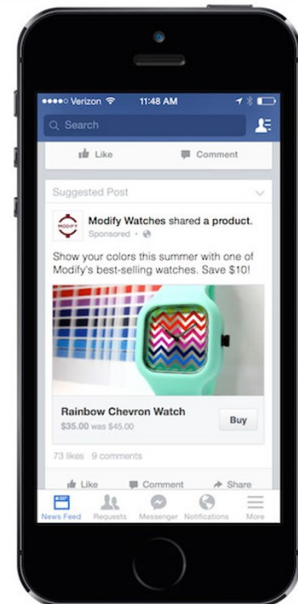 Verizon 11:48 AM
Search
Like Comment
Suggested Post
MODIFY
Modify Watches shared a product.
Sponsored ·
Show your colors this summer with one of
Modify's best-selling watches. Save $10!
Rainbow Chevron Watch
$35.00 was $45.00
Buy
73 likes 9 comments
Like Comment Share
News Feed Requests Messenger Notifications More